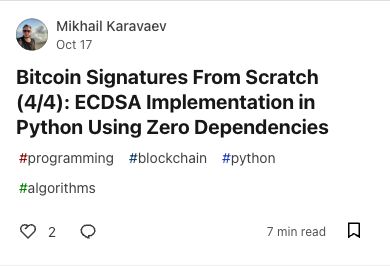 Mikhail Karavaev
Oct 17
Bitcoin Signatures From Scratch
(4/4): ECDSA Implementation in
Python Using Zero Dependencies
#programming #blockchain #python
#algorithms
2 7 min read